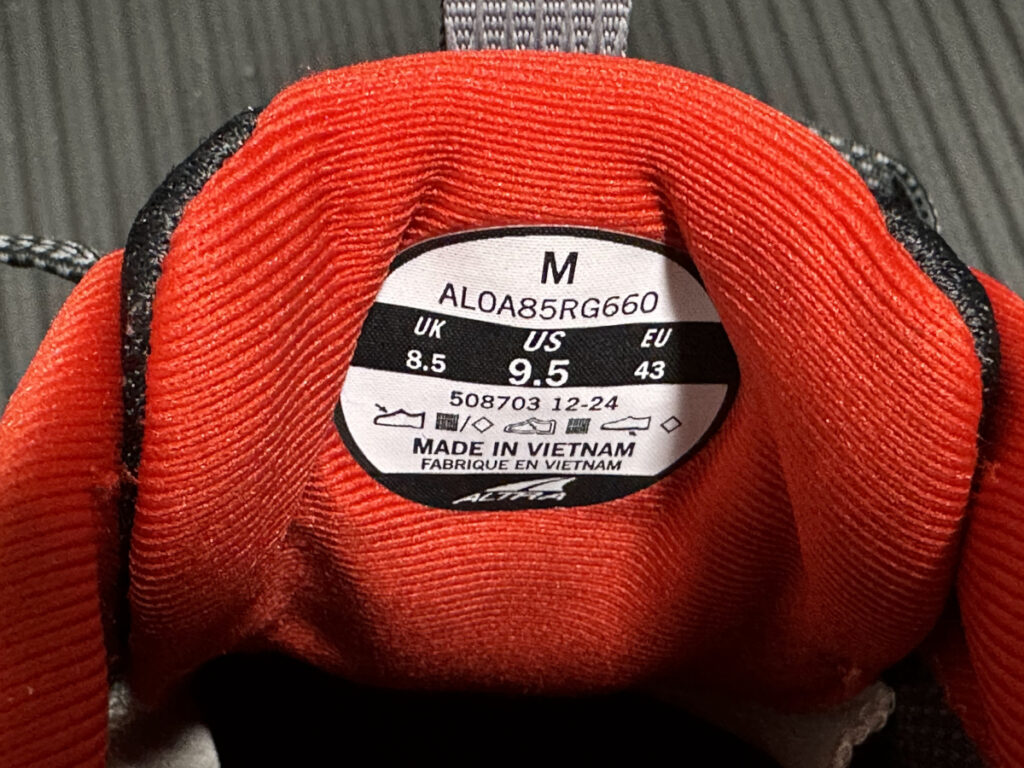 M
AL0A85RG660
UK US EU
8.5 9.5 43
508703 12-24
MADE IN VIETNAM
FABRIQUE EN VIETNAM
ALTRA